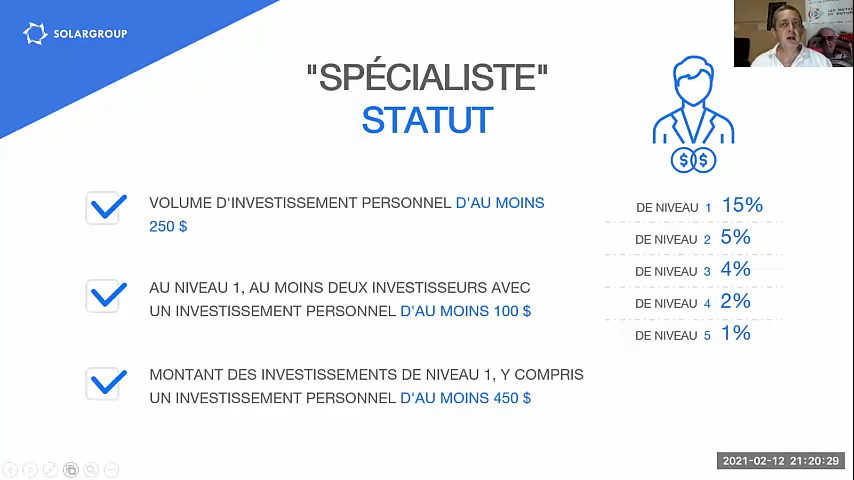 SOLARGROUP
"SPÉCIALISTE"
STATUT
VOLUME D'INVESTISSEMENT PERSONNEL D'AU MOINS
250 $
AU NIVEAU 1, AU MOINS DEUX INVESTISSEURS AVEC
UN INVESTISSEMENT PERSONNEL D'AU MOINS 100 $
MONTANT DES INVESTISSEMENTS DE NIVEAU 1, Y COMPRIS
UN INVESTISSEMENT PERSONNEL D'AU MOINS 450 $
$ $
DE NIVEAU 1 15%
DE NIVEAU 2 5%
DE NIVEAU 3 4%
DE NIVEAU 4 2%
DE NIVEAU 5 1%
LES MOTEU
2021-02-12 21:20:29